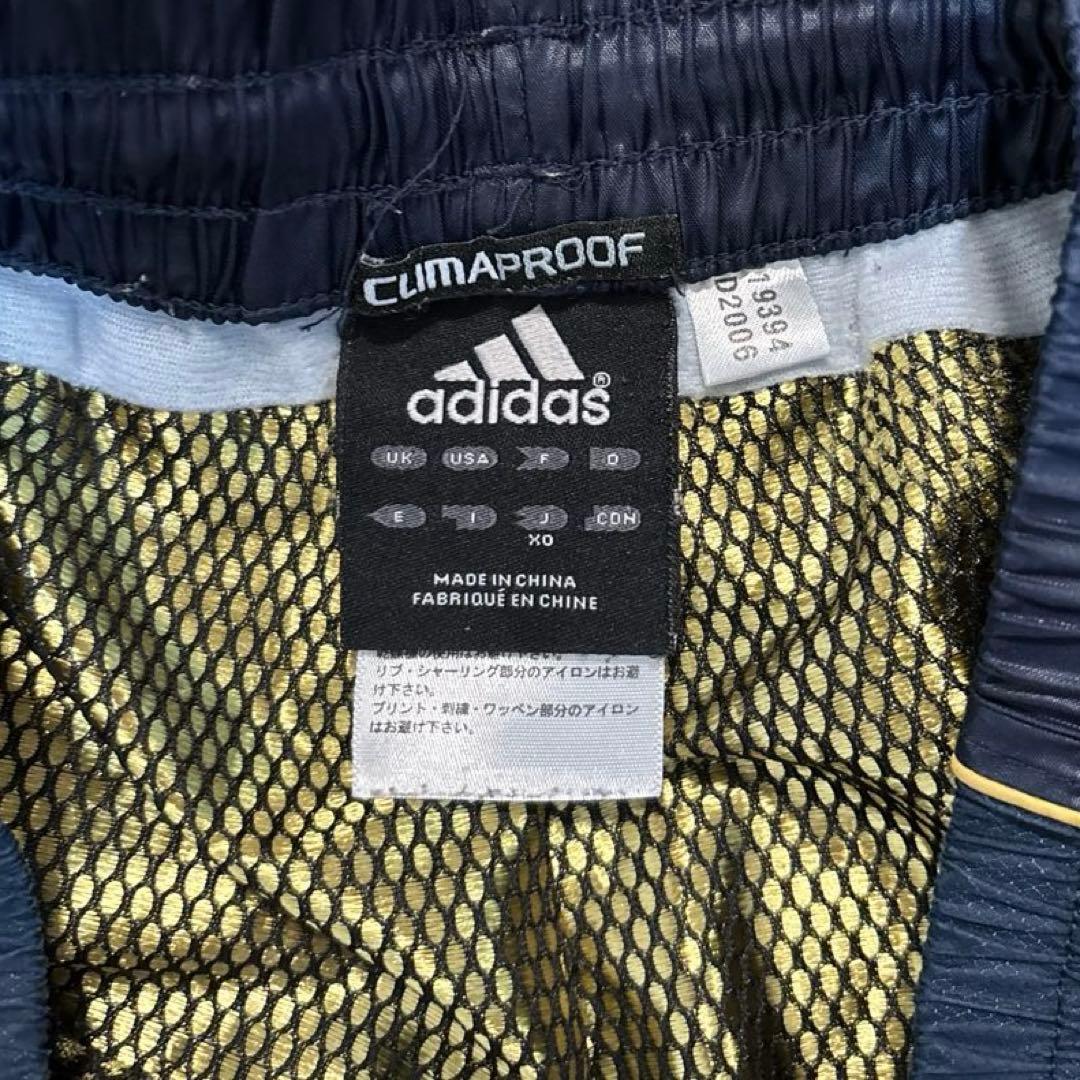 CLIMAPROOF
adidas®
UK USA F D
E I J CDN
XO
MADE IN CHINA
FABRIQUÉ EN CHINE
リブ・シャーリング部分のアイロンはお避
け下さい。
プリント・刺繍・ワッペン部分のアイロン
はお避け下さい。
19394
D2006